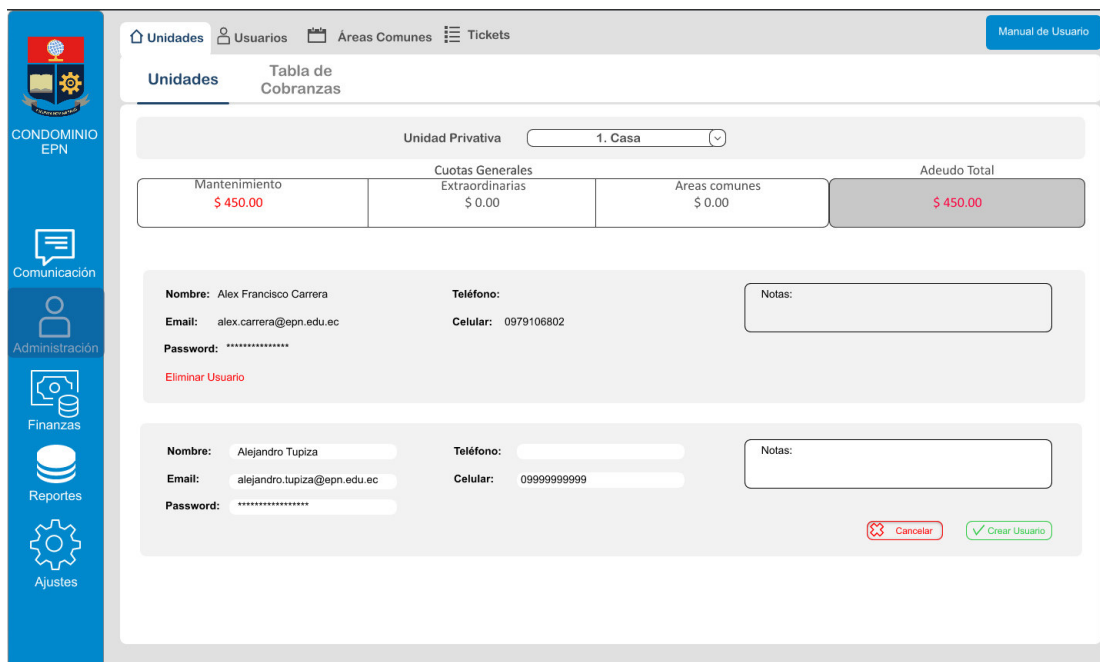 Unidades
Usuarios
Áreas Comunes
Tickets
Manual de Usuario
Unidades
Tabla de
Cobranzas
CONDOMINIO
EPN
Comunicación
Administración
Finanzas
Reportes
Ajustes
Unidad Privativa
1. Casa
Cuotas Generales
Adeudo Total
Mantenimiento
Extraordinarias
Areas comunes
$ 450.00
$ 0.00
$ 0.00
$ 450.00
Nombre: Alex Francisco Carrera
Teléfono:
Notas:
Email: alex.carrera@epn.edu.ec
Celular: 0979106802
Password: ***************
Eliminar Usuario
Nombre: Alejandro Tupiza
Teléfono:
Notas:
Email: alejandro.tupiza@epn.edu.ec
Celular: 09999999999
Password: *****************
Cancelar
Crear Usuario